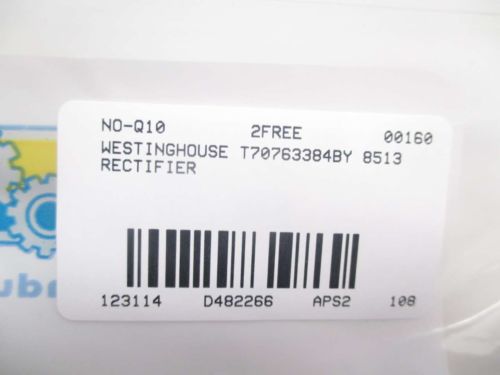 NO-Q10 2FREE 00160
WESTINGHOUSE T70763384BY 8513
RECTIFIER
123114 D482266 APS2 108